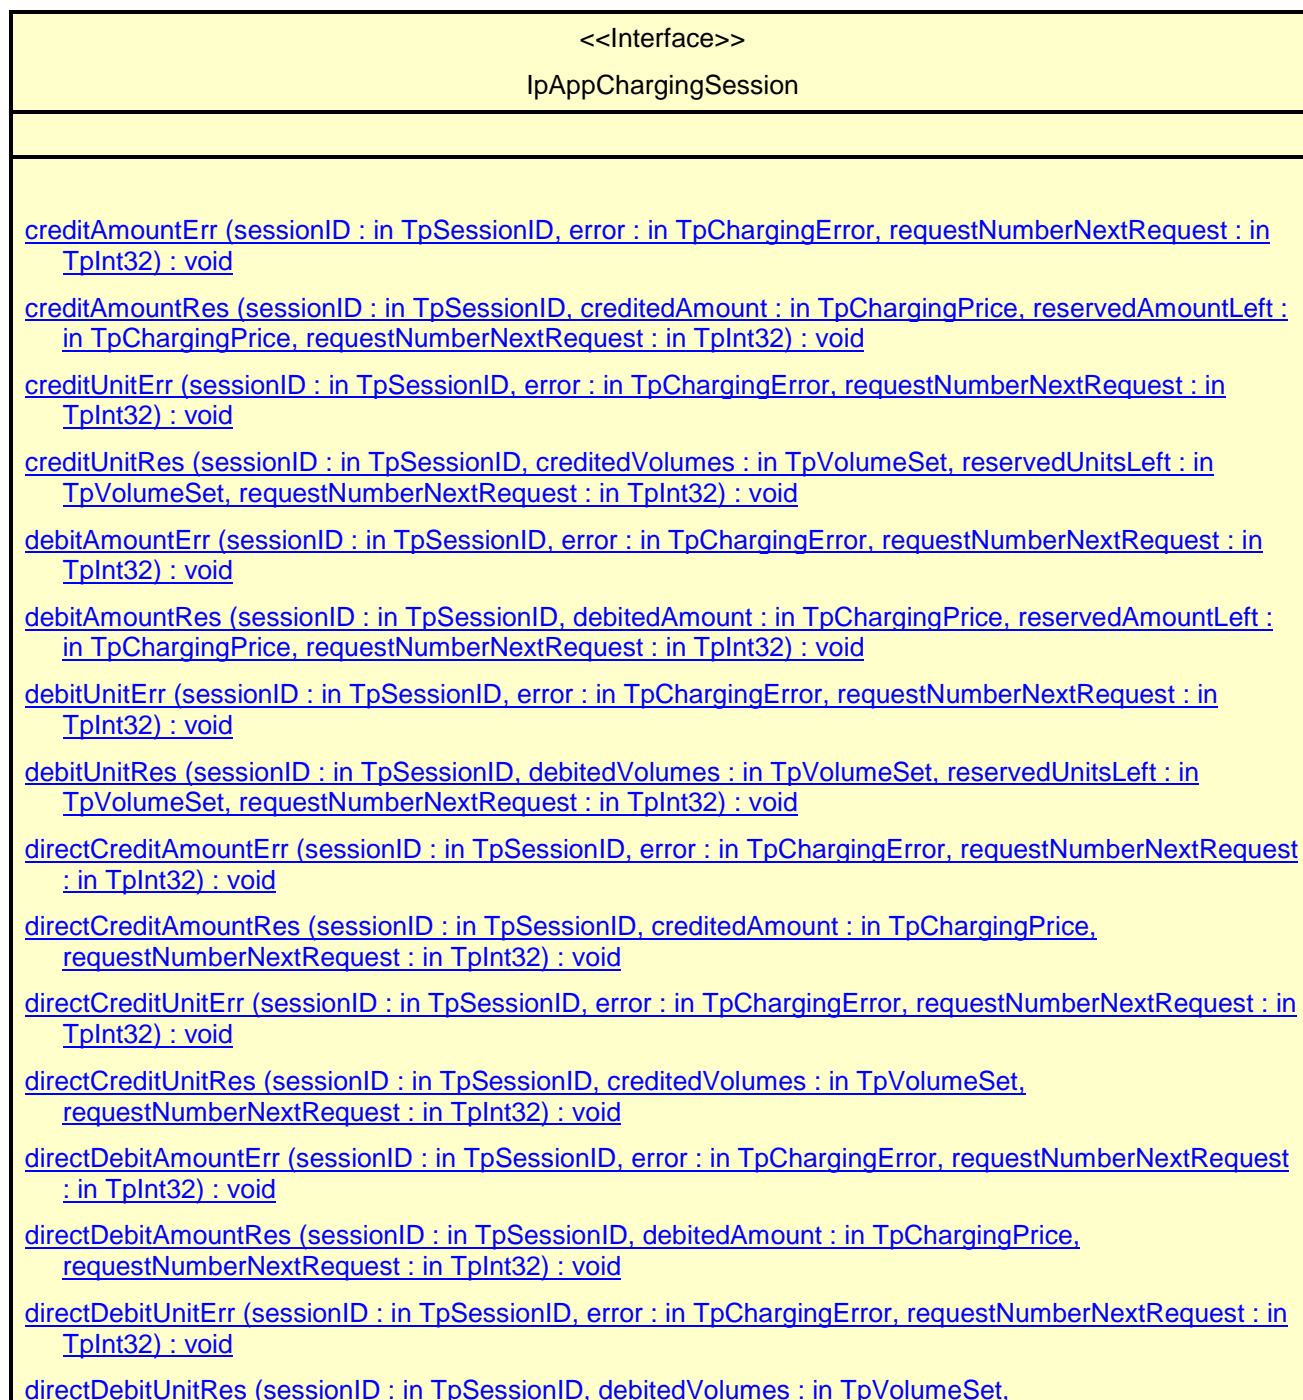 <<Interface>>
IpAppChargingSession
creditAmountErr (sessionID : in TpSessionID, error : in TpChargingError, requestNumberNextRequest : in
TpInt32) : void
creditAmountRes (sessionID : in TpSessionID, creditedAmount : in TpChargingPrice, reservedAmountLeft :
in TpChargingPrice, requestNumberNextRequest : in TpInt32) : void
creditUnitErr (sessionID : in TpSessionID, error : in TpChargingError, requestNumberNextRequest : in
TpInt32) : void
creditUnitRes (sessionID : in TpSessionID, creditedVolumes : in TpVolumeSet, reservedUnitsLeft : in
TpVolumeSet, requestNumberNextRequest : in TpInt32) : void
debitAmountErr (sessionID : in TpSessionID, error : in TpChargingError, requestNumberNextRequest : in
TpInt32) : void
debitAmountRes (sessionID : in TpSessionID, debitedAmount : in TpChargingPrice, reservedAmountLeft :
in TpChargingPrice, requestNumberNextRequest : in TpInt32) : void
debitUnitErr (sessionID : in TpSessionID, error : in TpChargingError, requestNumberNextRequest : in
TpInt32) : void
debitUnitRes (sessionID : in TpSessionID, debitedVolumes : in TpVolumeSet, reservedUnitsLeft : in
TpVolumeSet, requestNumberNextRequest : in TpInt32) : void
directCreditAmountErr (sessionID : in TpSessionID, error : in TpChargingError, requestNumberNextRequest
: in TpInt32) : void
directCreditAmountRes (sessionID : in TpSessionID, creditedAmount : in TpChargingPrice,
requestNumberNextRequest : in TpInt32) : void
directCreditUnitErr (sessionID : in TpSessionID, error : in TpChargingError, requestNumberNextRequest : in
TpInt32) : void
directCreditUnitRes (sessionID : in TpSessionID, creditedVolumes : in TpVolumeSet,
requestNumberNextRequest : in TpInt32) : void
directDebitAmountErr (sessionID : in TpSessionID, error : in TpChargingError, requestNumberNextRequest
: in TpInt32) : void
directDebitAmountRes (sessionID : in TpSessionID, debitedAmount : in TpChargingPrice,
requestNumberNextRequest : in TpInt32) : void
directDebitUnitErr (sessionID : in TpSessionID, error : in TpChargingError, requestNumberNextRequest : in
TpInt32) : void
directDebitUnitRes (sessionID : in TpSessionID, debitedVolumes : in TpVolumeSet,